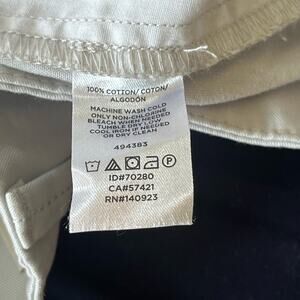 100% COTTON/ COTON/
ALGODÓN
MACHINE WASH COLD
ONLY NON-CHLORINE
BLEACH WHEN NEEDED
TUMBLE DRY LOW
COOL IRON IF NEEDED
OR DRY CLEAN
494383
ID#70280
CA#57421
RN#140923